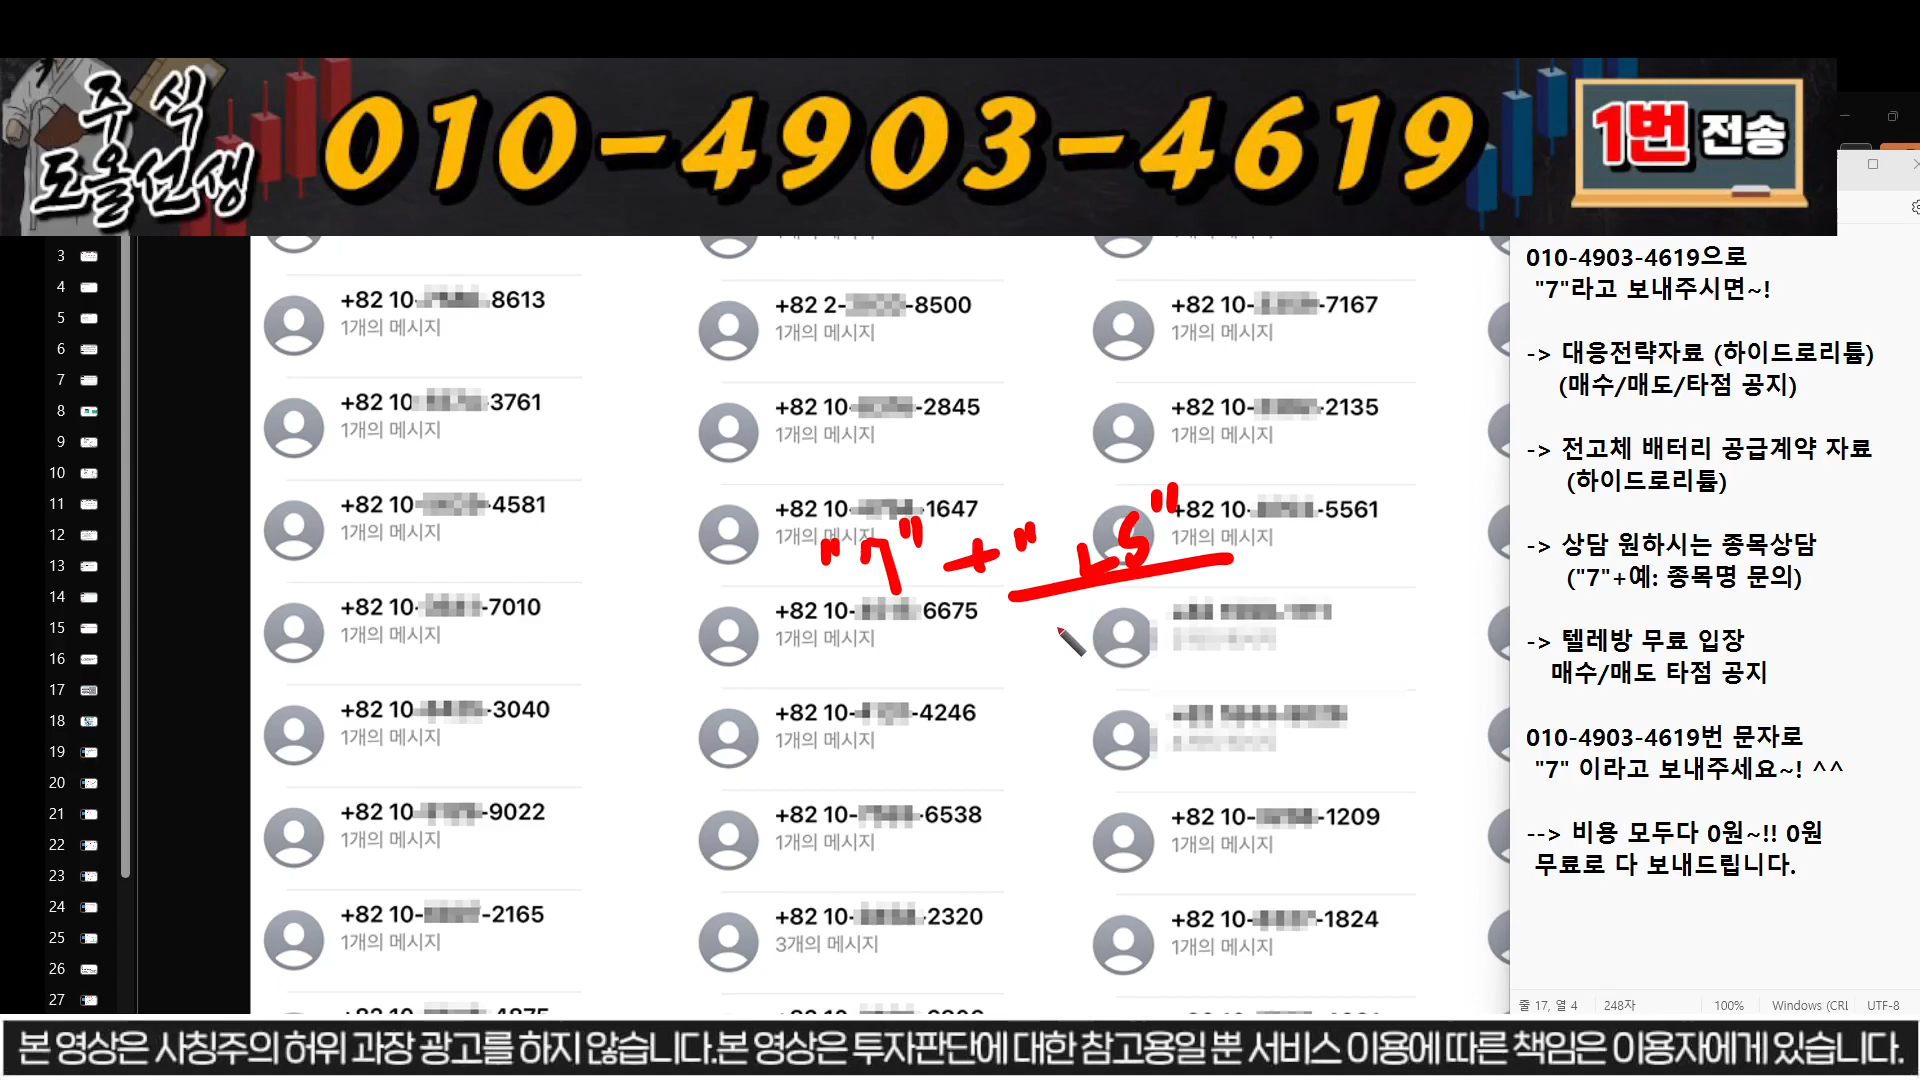 주식
도올선생
010-4903-4619
1번 전송
3
4
5
6
7
8
9
10
11
12
13
14
15
16
17
18
19
20
21
22
23
24
25
26
27
+82 10- -8613
1개의 메시지
+82 10 -3761
1개의 메시지
+82 10- -4581
1개의 메시지
+82 10- -7010
1개의 메시지
+82 10- -3040
1개의 메시지
+82 10- -9022
1개의 메시지
+82 10- -2165
1개의 메시지
+82 2- -8500
1개의 메시지
+82 10- -2845
1개의 메시지
+82 10- -1647
1개의 메시지
+82 10- 6675
1개의 메시지
+82 10- -4246
1개의 메시지
+82 10- -6538
1개의 메시지
+82 10- -2320
3개의 메시지
+82 10- -7167
1개의 메시지
+82 10- -2135
1개의 메시지
+82 10- -5561
1개의 메시지
+82 10- -1209
1개의 메시지
+82 10- -1824
1개의 메시지
"7" + "LS"
010-4903-4619으로
"7"라고 보내주시면~!
-> 대응전략자료 (하이드로리튬)
(매수/매도/타점 공지)
-> 전고체 배터리 공급계약 자료
(하이드로리튬)
-> 상담 원하시는 종목상담
("7"+예: 종목명 문의)
-> 텔레방 무료 입장
매수/매도 타점 공지
010-4903-4619번 문자로
"7" 이라고 보내주세요~! ^^
--> 비용 모두다 0원~!! 0원
무료로 다 보내드립니다.
줄 17, 열 4 248자 100% Windows (CRL UTF-8
본 영상은 사칭주의 허위 과장 광고를 하지 않습니다.본 영상은 투자판단에 대한 참고용일 뿐 서비스 이용에 따른 책임은 이용자에게 있습니다.